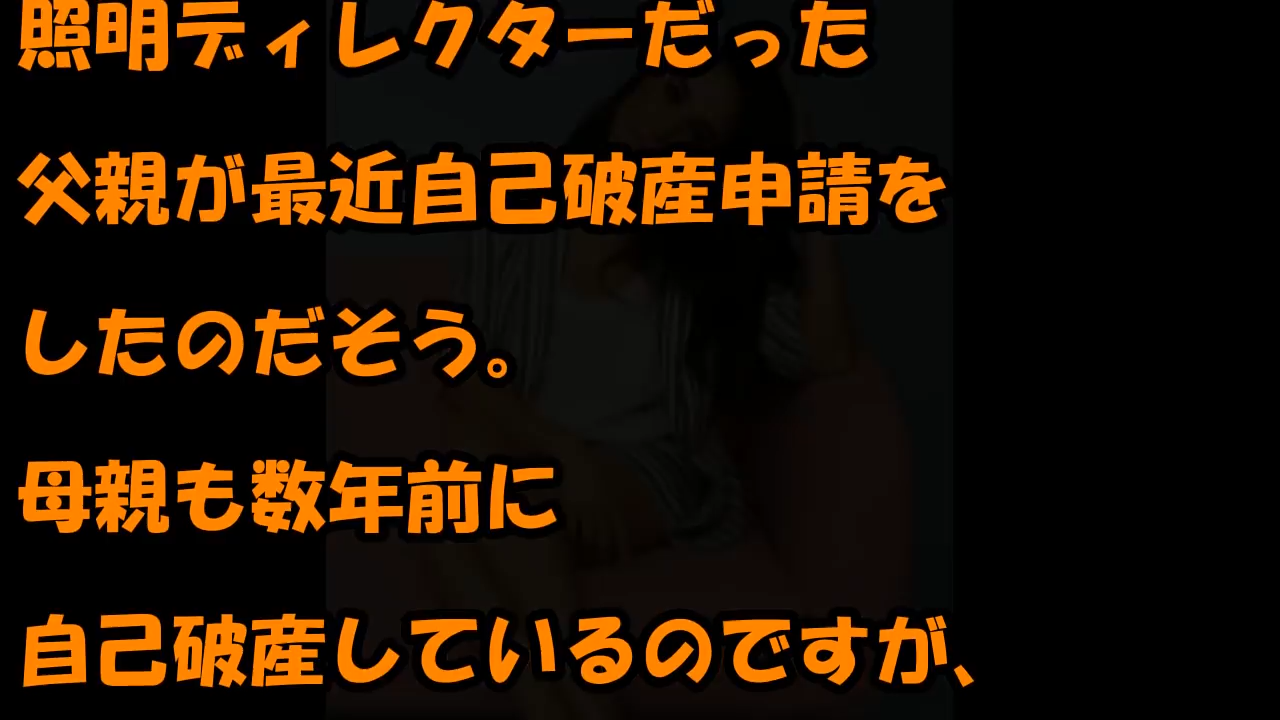 照明ディレクターだった
父親が最近自己破産申請を
したのだそう。
母親も数年前に
自己破産しているのですが、